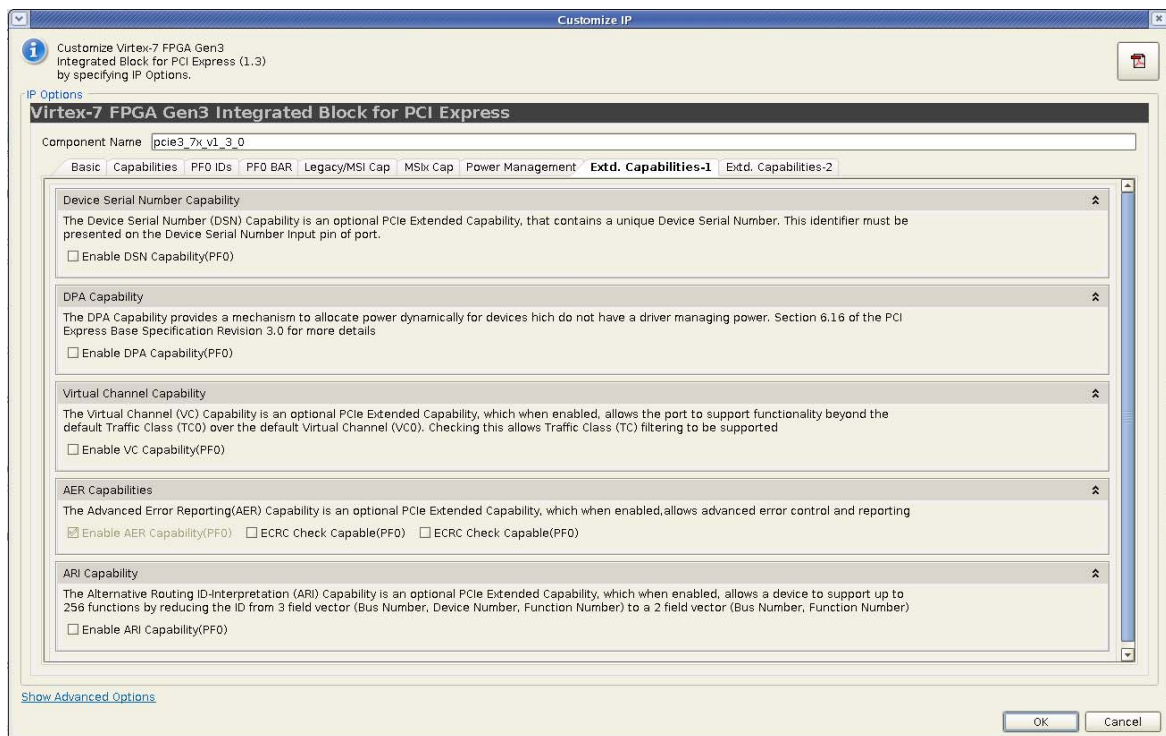 Customize IP
Customize Virtex-7 FPGA Gen3
Integrated Block for PCI Express (1.3)
by specifying IP Options.
IP Options
Virtex-7 FPGA Gen3 Integrated Block for PCI Express
Component Name pcie3_7x_v1_3_0
Basic Capabilities PF0 IDs PF0 BAR Legacy/MSI Cap MSIx Cap Power Management Extd. Capabilities-1 Extd. Capabilities-2
Device Serial Number Capability
The Device Serial Number (DSN) Capability is an optional PCIe Extended Capability, that contains a unique Device Serial Number. This identifier must be
presented on the Device Serial Number Input pin of port.
Enable DSN Capability(PF0)
DPA Capability
The DPA Capability provides a mechanism to allocate power dynamically for devices hich do not have a driver managing power. Section 6.16 of the PCI
Express Base Specification Revision 3.0 for more details
Enable DPA Capability(PF0)
Virtual Channel Capability
The Virtual Channel (VC) Capability is an optional PCIe Extended Capability, which when enabled, allows the port to support functionality beyond the
default Traffic Class (TC0) over the default Virtual Channel (VC0). Checking this allows Traffic Class (TC) filtering to be supported
Enable VC Capability(PF0)
AER Capabilities
The Advanced Error Reporting(AER) Capability is an optional PCIe Extended Capability, which when enabled,allows advanced error control and reporting
Enable AER Capability(PF0) ECRC Check Capable(PF0) ECRC Check Capable(PF0)
ARI Capability
The Alternative Routing ID-Interpretation (ARI) Capability is an optional PCIe Extended Capability, which when enabled, allows a device to support up to
256 functions by reducing the ID from 3 field vector (Bus Number, Device Number, Function Number) to a 2 field vector (Bus Number, Function Number)
Enable ARI Capability(PF0)
Show Advanced Options
OK Cancel